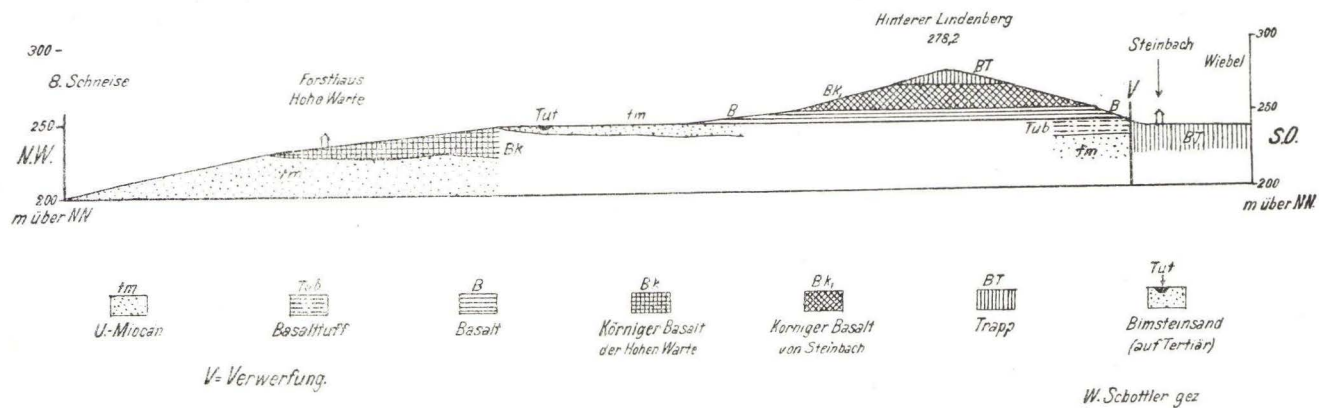 Hinterer Lindenberg
278,2
300
300
8. Schneise
Forsthaus
Hohe Warte
Steinbach
Wiebel
BT
Bk₁
V
B
B
Tut
tm
250
250
Tub
N.W.
Bk
S.O.
tm
tm
200
200
m über NN
m über NN.
tm
Tub
B
Bk
Bk₁
BT
Tut
U.-Miocän
Basalttuff
Basalt
Körniger Basalt
der Hohen Warte
Körniger Basalt
von Steinbach
Trapp
Bimsteinsand
(auf Tertiär)
V = Verwerfung.
W. Schottler gez